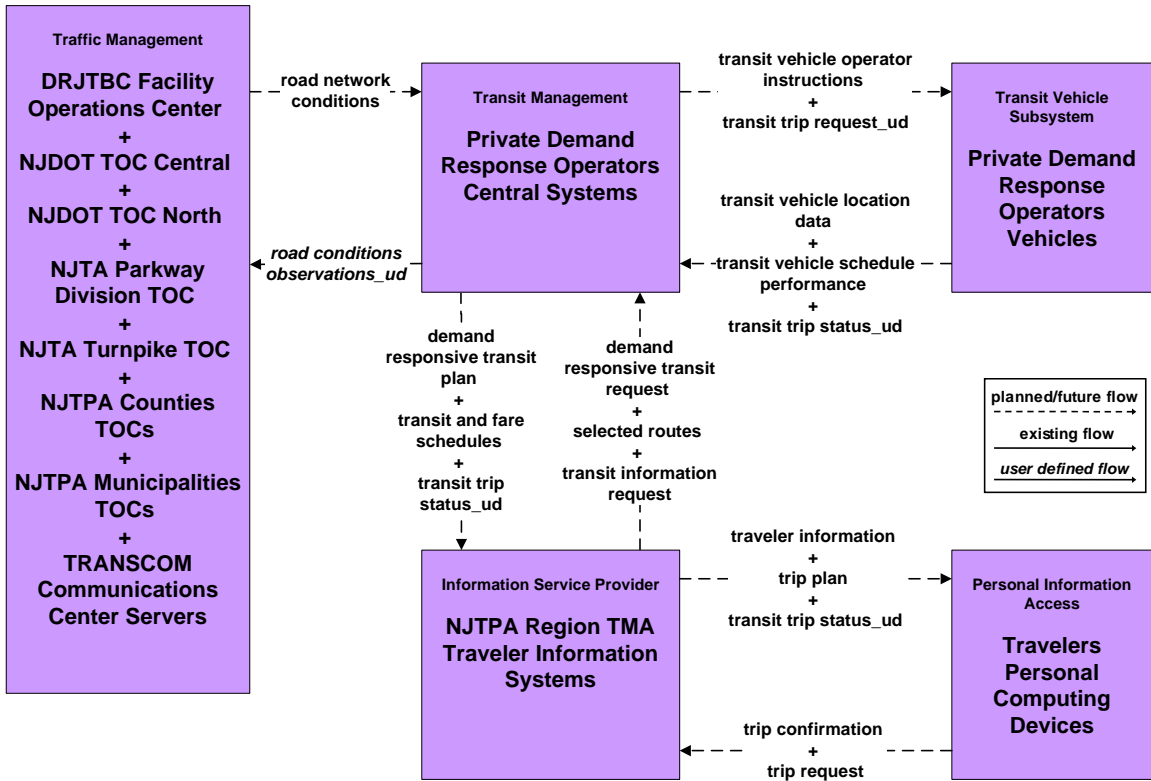 Traffic Management
DRJTBC Facility
Operations Center
+
NJDOT TOC Central
+
NJDOT TOC North
+
NJTA Parkway
Division TOC
+
NJTA Turnpike TOC
+
NJTPA Counties
TOCs
+
NJTPA Municipalities
TOCs
+
TRANSCOM
Communications
Center Servers
road network
conditions
road conditions
observations_ud
Transit Management
Private Demand
Response Operators
Central Systems
transit vehicle operator
instructions
+
transit trip request_ud
transit vehicle location
data
+
transit vehicle schedule
performance
+
transit trip status_ud
Transit Vehicle
Subsystem
Private Demand
Response
Operators
Vehicles
demand
responsive transit
plan
+
transit and fare
schedules
+
transit trip
status_ud
demand
responsive transit
request
+
selected routes
+
transit information
request
planned/future flow
existing flow
user defined flow
Information Service Provider
NJTPA Region TMA
Traveler Information
Systems
traveler information
+
trip plan
+
transit trip status_ud
trip confirmation
+
trip request
Personal Information
Access
Travelers
Personal
Computing
Devices